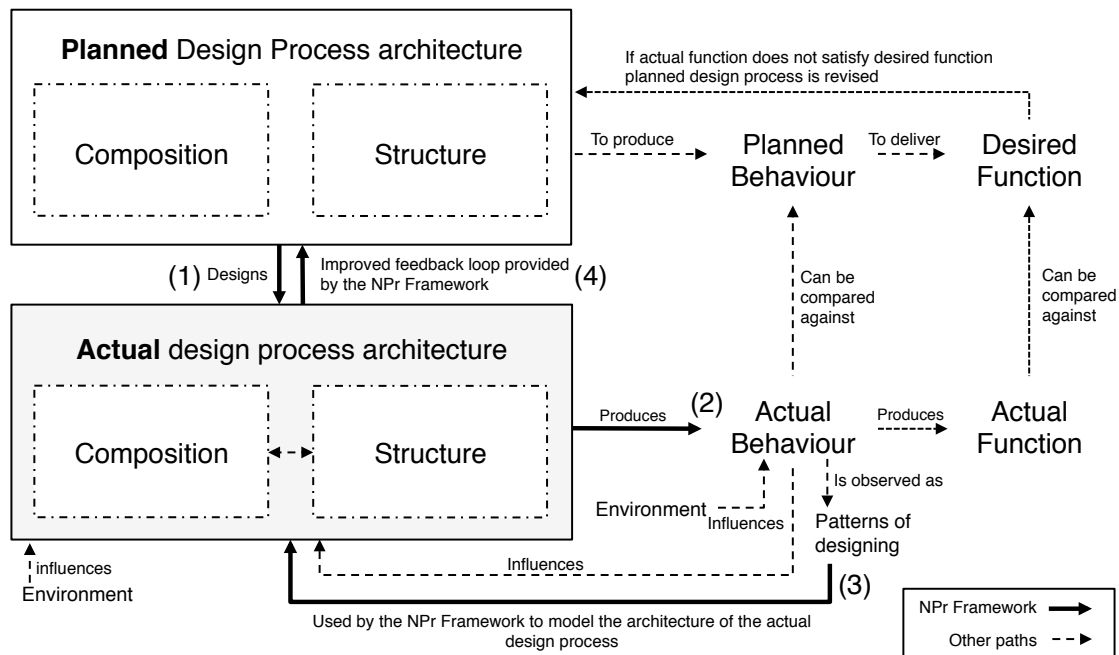 Planned Design Process architecture
Composition
Structure
If actual function does not satisfy desired function
planned design process is revised
To produce
Planned
Behaviour
To deliver
Desired
Function
(1)
Designs
Improved feedback loop provided
by the NPr Framework
(4)
Can be
compared
against
Can be
compared
against
Actual design process architecture
Composition
Structure
Produces
(2)
Actual
Behaviour
Produces
Actual
Function
Is observed as
Environment
Influences
Patterns of
designing
influences
Environment
Influences
(3)
Used by the NPr Framework to model the architecture of the actual
design process
NPr Framework
Other paths